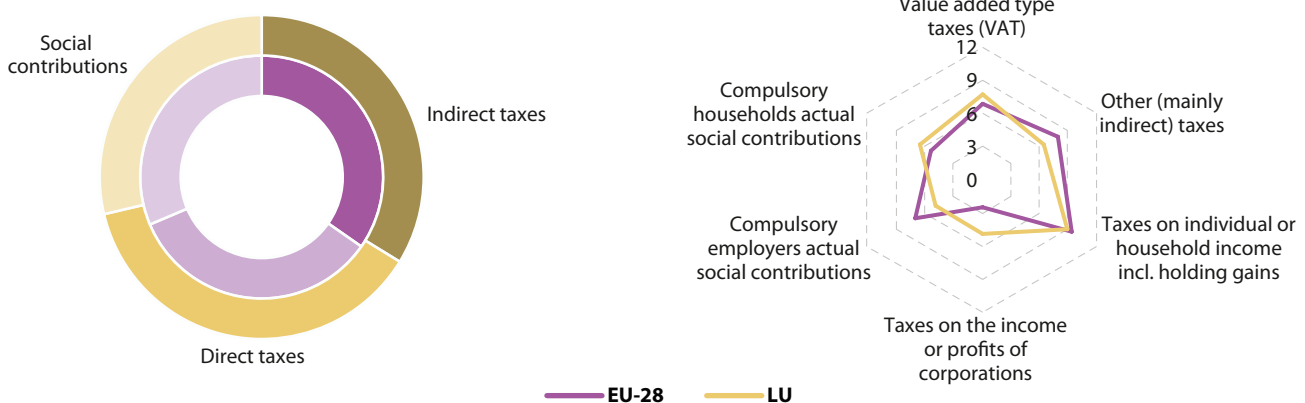 Social
contributions
Indirect taxes
Direct taxes
Value added type
taxes (VAT)
12
9
6
3
0
Other (mainly
indirect) taxes
Taxes on individual or
household income
incl. holding gains
Taxes on the income
or profits of
corporations
Compulsory
employers actual
social contributions
Compulsory
households actual
social contributions
EU-28
LU